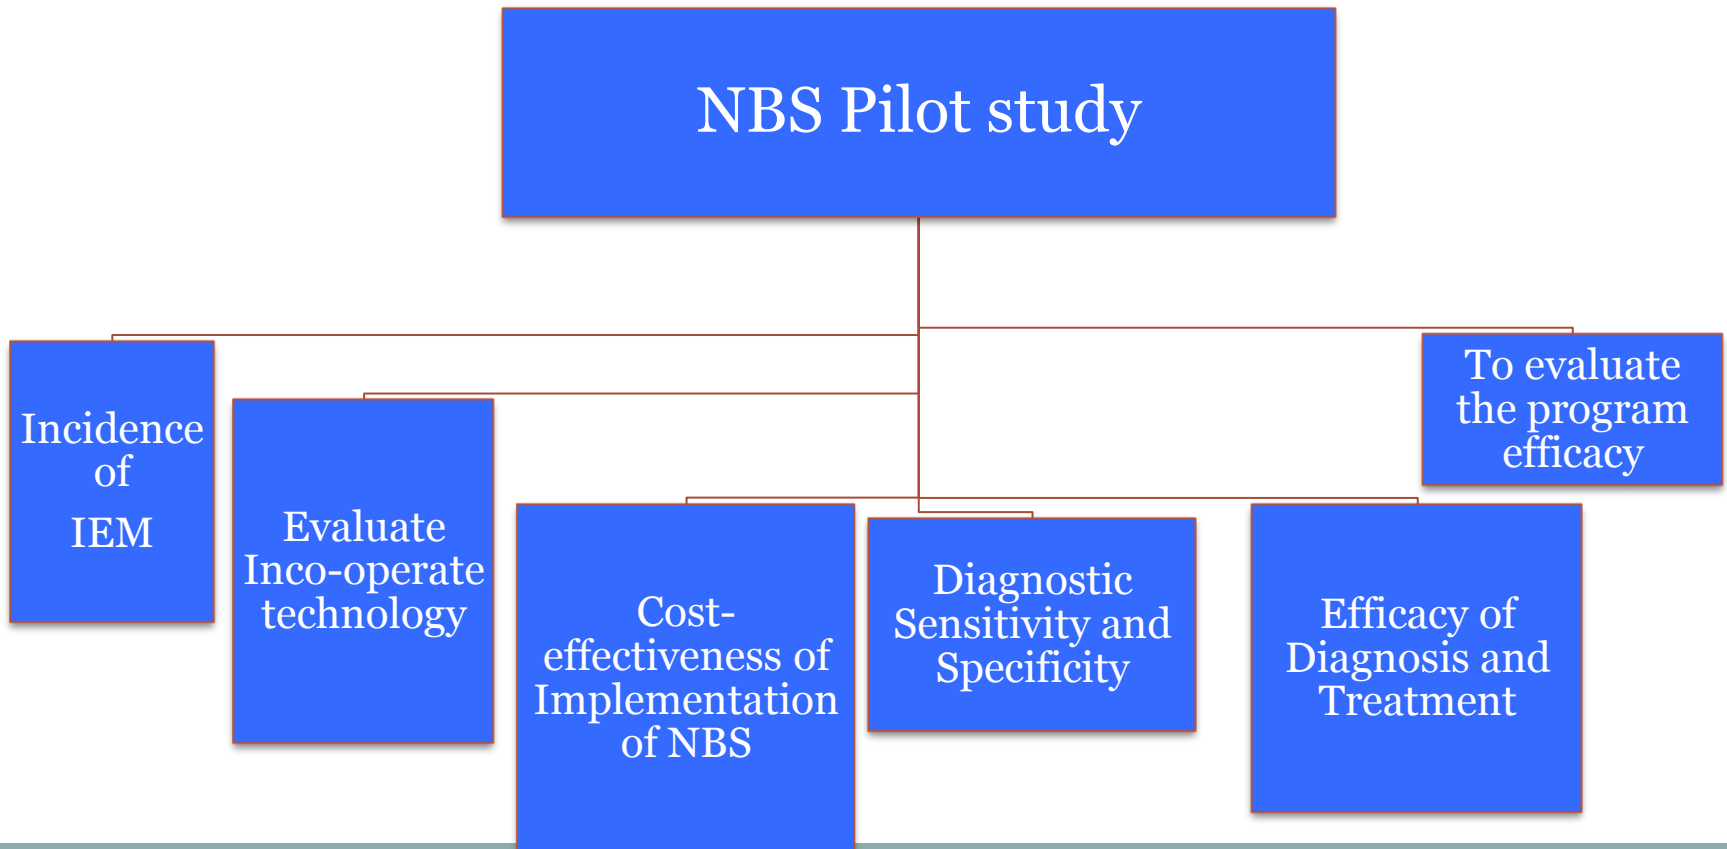 NBS Pilot study
Incidence
of
IEM
Evaluate
Inco-operate
technology
Cost-
effectiveness of
Implementation
of NBS
Diagnostic
Sensitivity and
Specificity
Efficacy of
Diagnosis and
Treatment
To evaluate
the program
efficacy